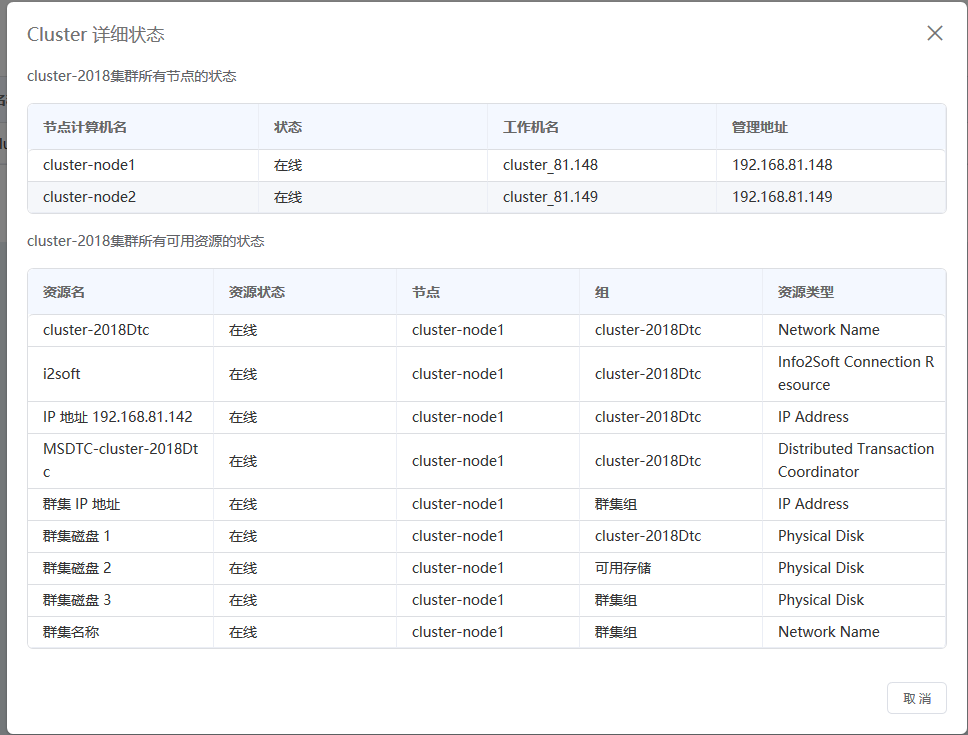 Cluster 详细状态
cluster-2018集群所有节点的状态
节点计算机名 状态 工作机名 管理地址
cluster-node1 在线 cluster_81.148 192.168.81.148
cluster-node2 在线 cluster_81.149 192.168.81.149
cluster-2018集群所有可用资源的状态
资源名 资源状态 节点 组 资源类型
cluster-2018Dtc 在线 cluster-node1 cluster-2018Dtc Network Name
i2soft 在线 cluster-node1 cluster-2018Dtc Info2Soft Connection R
esource
IP 地址 192.168.81.142 在线 cluster-node1 cluster-2018Dtc IP Address
MSDTC-cluster-2018Dt
c 在线 cluster-node1 cluster-2018Dtc Distributed Transaction
Coordinator
群集 IP 地址 在线 cluster-node1 群集组 IP Address
群集磁盘 1 在线 cluster-node1 cluster-2018Dtc Physical Disk
群集磁盘 2 在线 cluster-node1 可用存储 Physical Disk
群集磁盘 3 在线 cluster-node1 群集组 Physical Disk
群集名称 在线 cluster-node1 群集组 Network Name
取 消